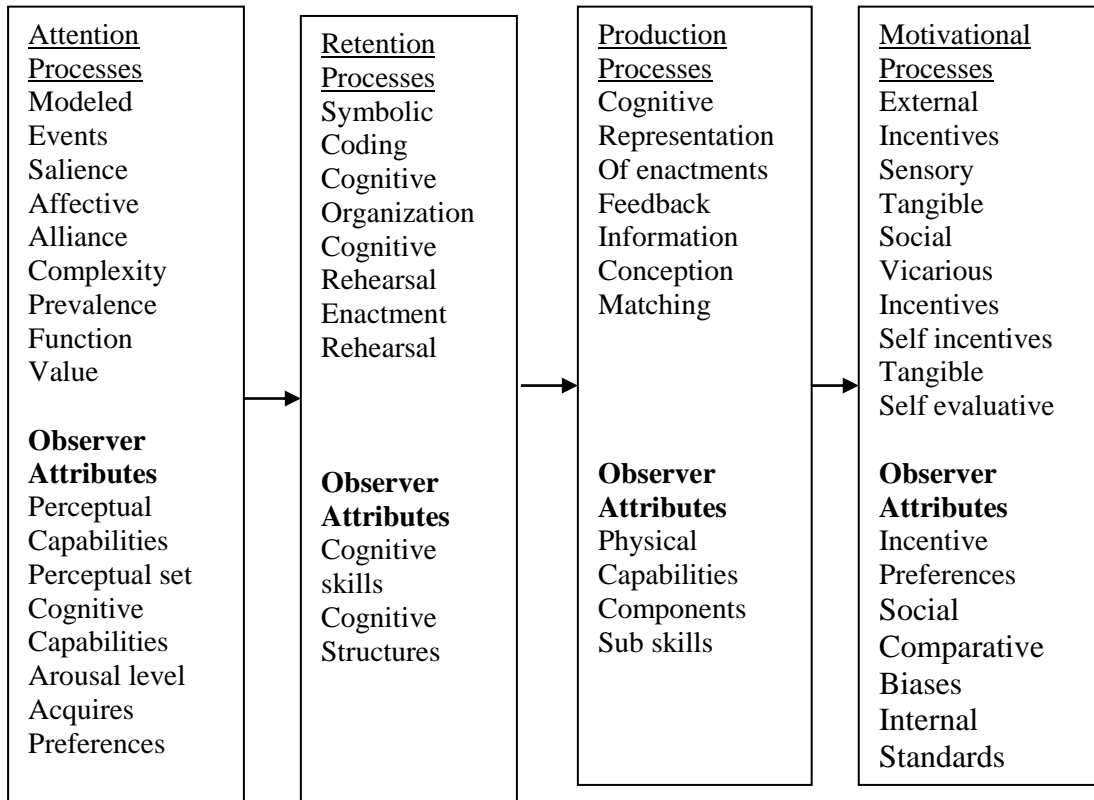 Attention
Processes
Modeled
Events
Salience
Affective
Alliance
Complexity
Prevalence
Function
Value
Observer
Attributes
Perceptual
Capabilities
Perceptual set
Cognitive
Capabilities
Arousal level
Acquires
Preferences
Retention
Processes
Symbolic
Coding
Cognitive
Organization
Cognitive
Rehearsal
Enactment
Rehearsal
Observer
Attributes
Cognitive
skills
Cognitive
Structures
Production
Processes
Cognitive
Representation
Of enactments
Feedback
Information
Conception
Matching
Observer
Attributes
Physical
Capabilities
Components
Sub skills
Motivational
Processes
External
Incentives
Sensory
Tangible
Social
Vicarious
Incentives
Self incentives
Tangible
Self evaluative
Observer
Attributes
Incentive
Preferences
Social
Comparative
Biases
Internal
Standards